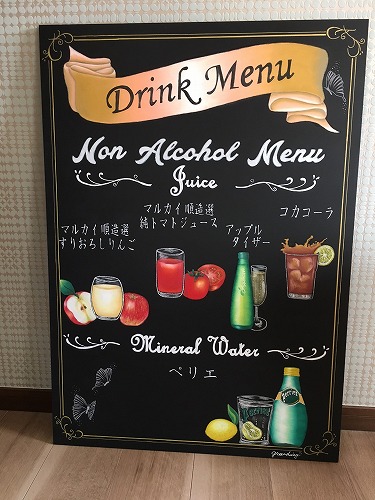 Drink Menu
Non Alcohol Menu
Juice
マルカイ順造選
すりおろしりんご
マルカイ順造選
純トマトジュース
アップル
タイザー
コカコーラ
Mineral Water
ペリエ
Perrier